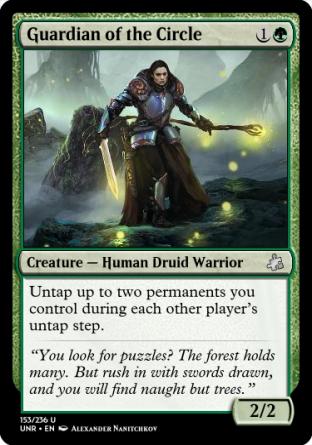 Guardian of the Circle 1
Creature — Human Druid Warrior
Untap up to two permanents you
control during each other player's
untap step.
“You look for puzzles? The forest holds
many. But rush in with swords drawn,
and you will find naught but trees.”
2/2
153/236 U
UNR • EN ALEXANDER NANITCHKOV